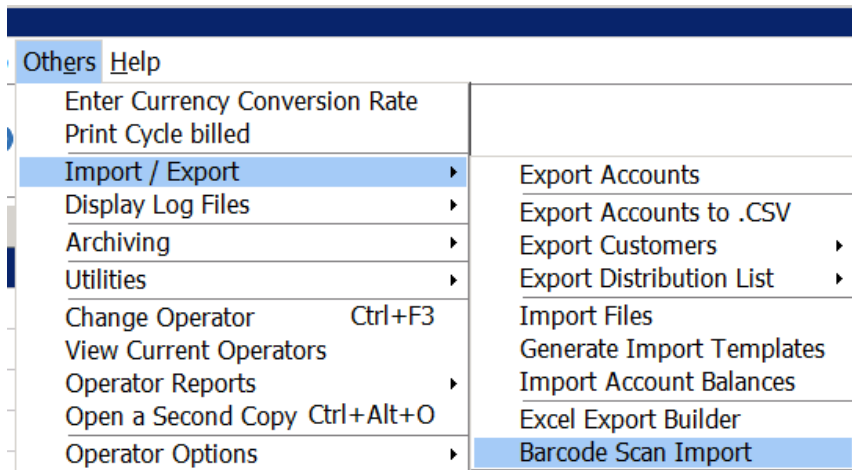 Others Help
Enter Currency Conversion Rate
Print Cycle billed
Import / Export
Display Log Files
Archiving
Utilities
Change Operator Ctrl+F3
View Current Operators
Operator Reports
Open a Second Copy Ctrl+Alt+O
Operator Options
Export Accounts
Export Accounts to .CSV
Export Customers
Export Distribution List
Import Files
Generate Import Templates
Import Account Balances
Excel Export Builder
Barcode Scan Import